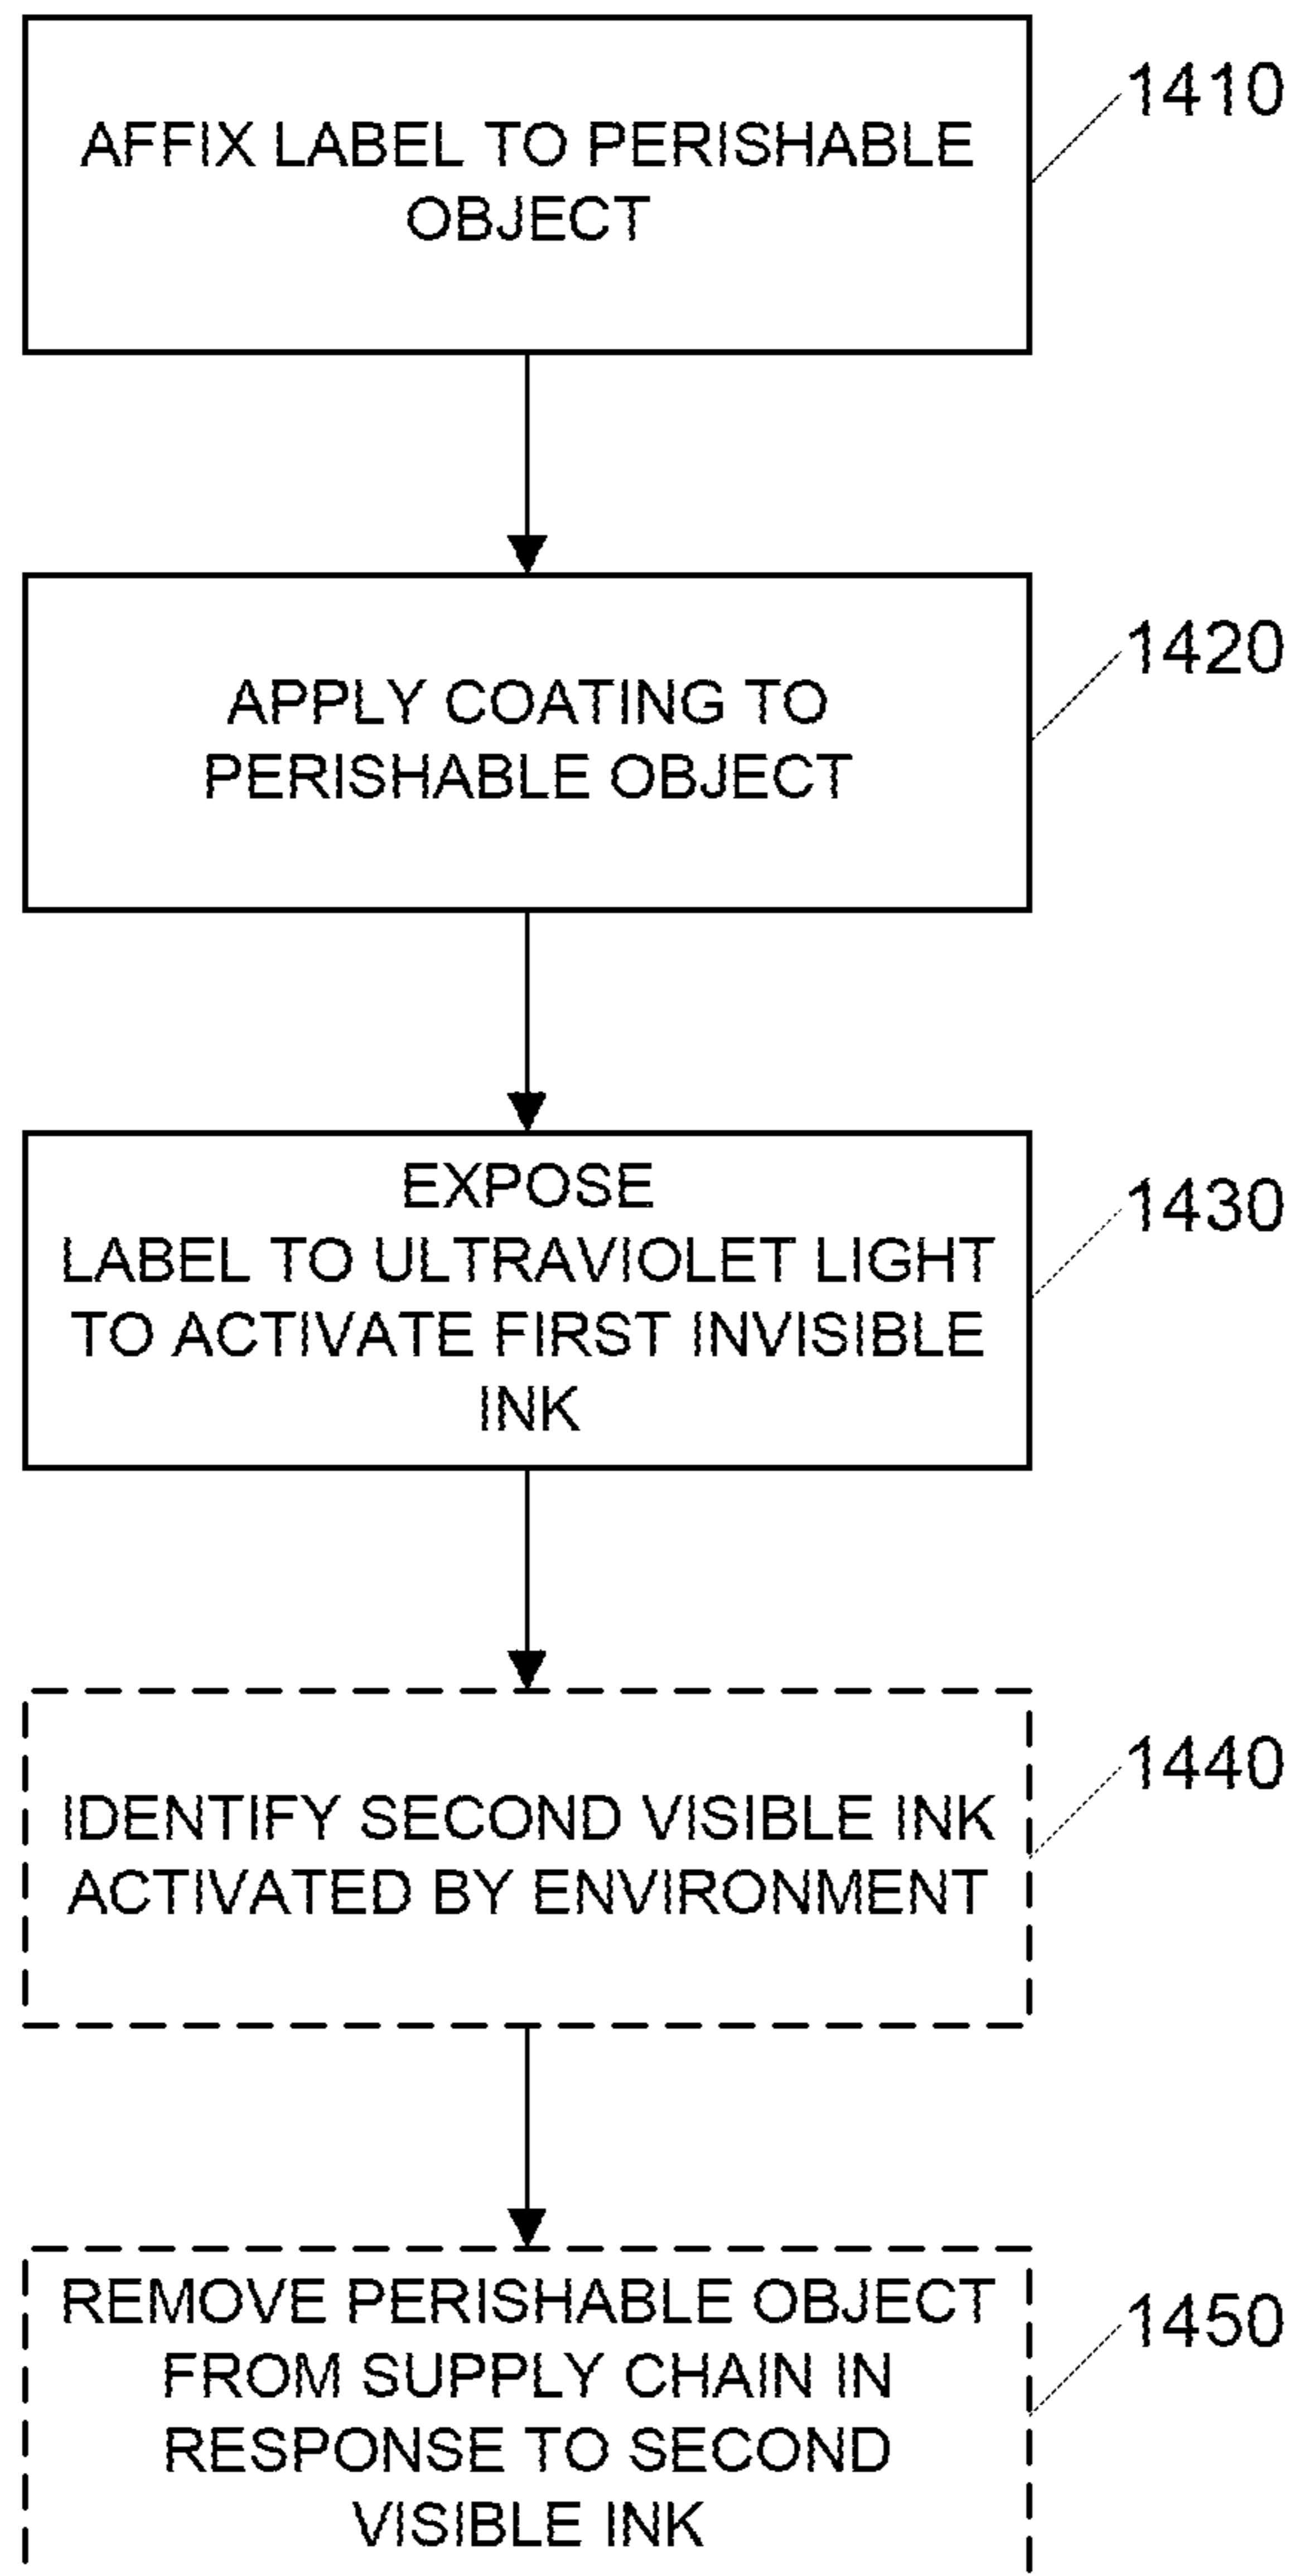 AFFIX LABEL TO PERISHABLE
OBJECT
1410
APPLY COATING TO
PERISHABLE OBJECT
1420
EXPOSE
LABEL TO ULTRAVIOLET LIGHT
TO ACTIVATE FIRST INVISIBLE
INK
1430
IDENTIFY SECOND VISIBLE INK
ACTIVATED BY ENVIRONMENT
1440
REMOVE PERISHABLE OBJECT
FROM SUPPLY CHAIN IN
RESPONSE TO SECOND
VISIBLE INK
1450